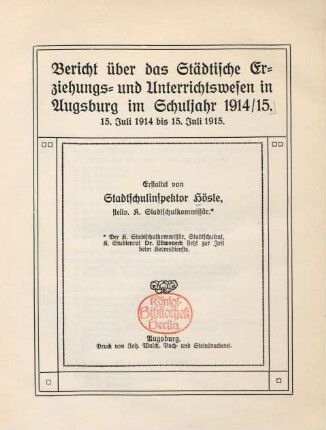 Bericht über das Städtische Er=
ziehungs= und Unterrichtswesen in
Augsburg im Schuljahr 1914/15.
15. Juli 1914 bis 15. Juli 1915.
Erstattet von
Stadtschulinspektor Hösle,
stellv. K. Stadtschulkommissär.*
* Der K. Stadtschulkommissär, Stadtschulrat,
K. Studienrat Dr. Löweneck steht zur Zeit
beim Heeresdienste.
Königl.
Bibliothek
Berlin
Augsburg.
Druck von Joh. Walch, Buch- und Steindruckerei.